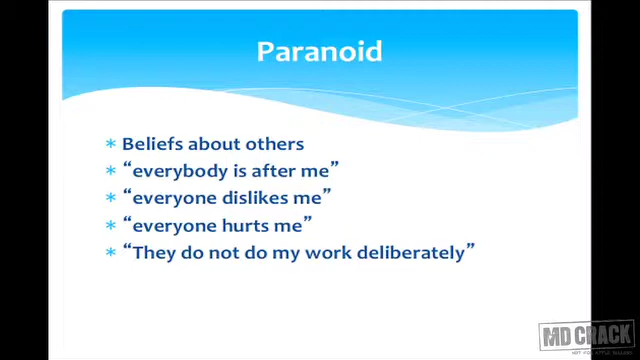 Paranoid
* Beliefs about others
* “everybody is after me”
* “everyone dislikes me”
* “everyone hurts me”
* “They do not do my work deliberately”
MD CRACK